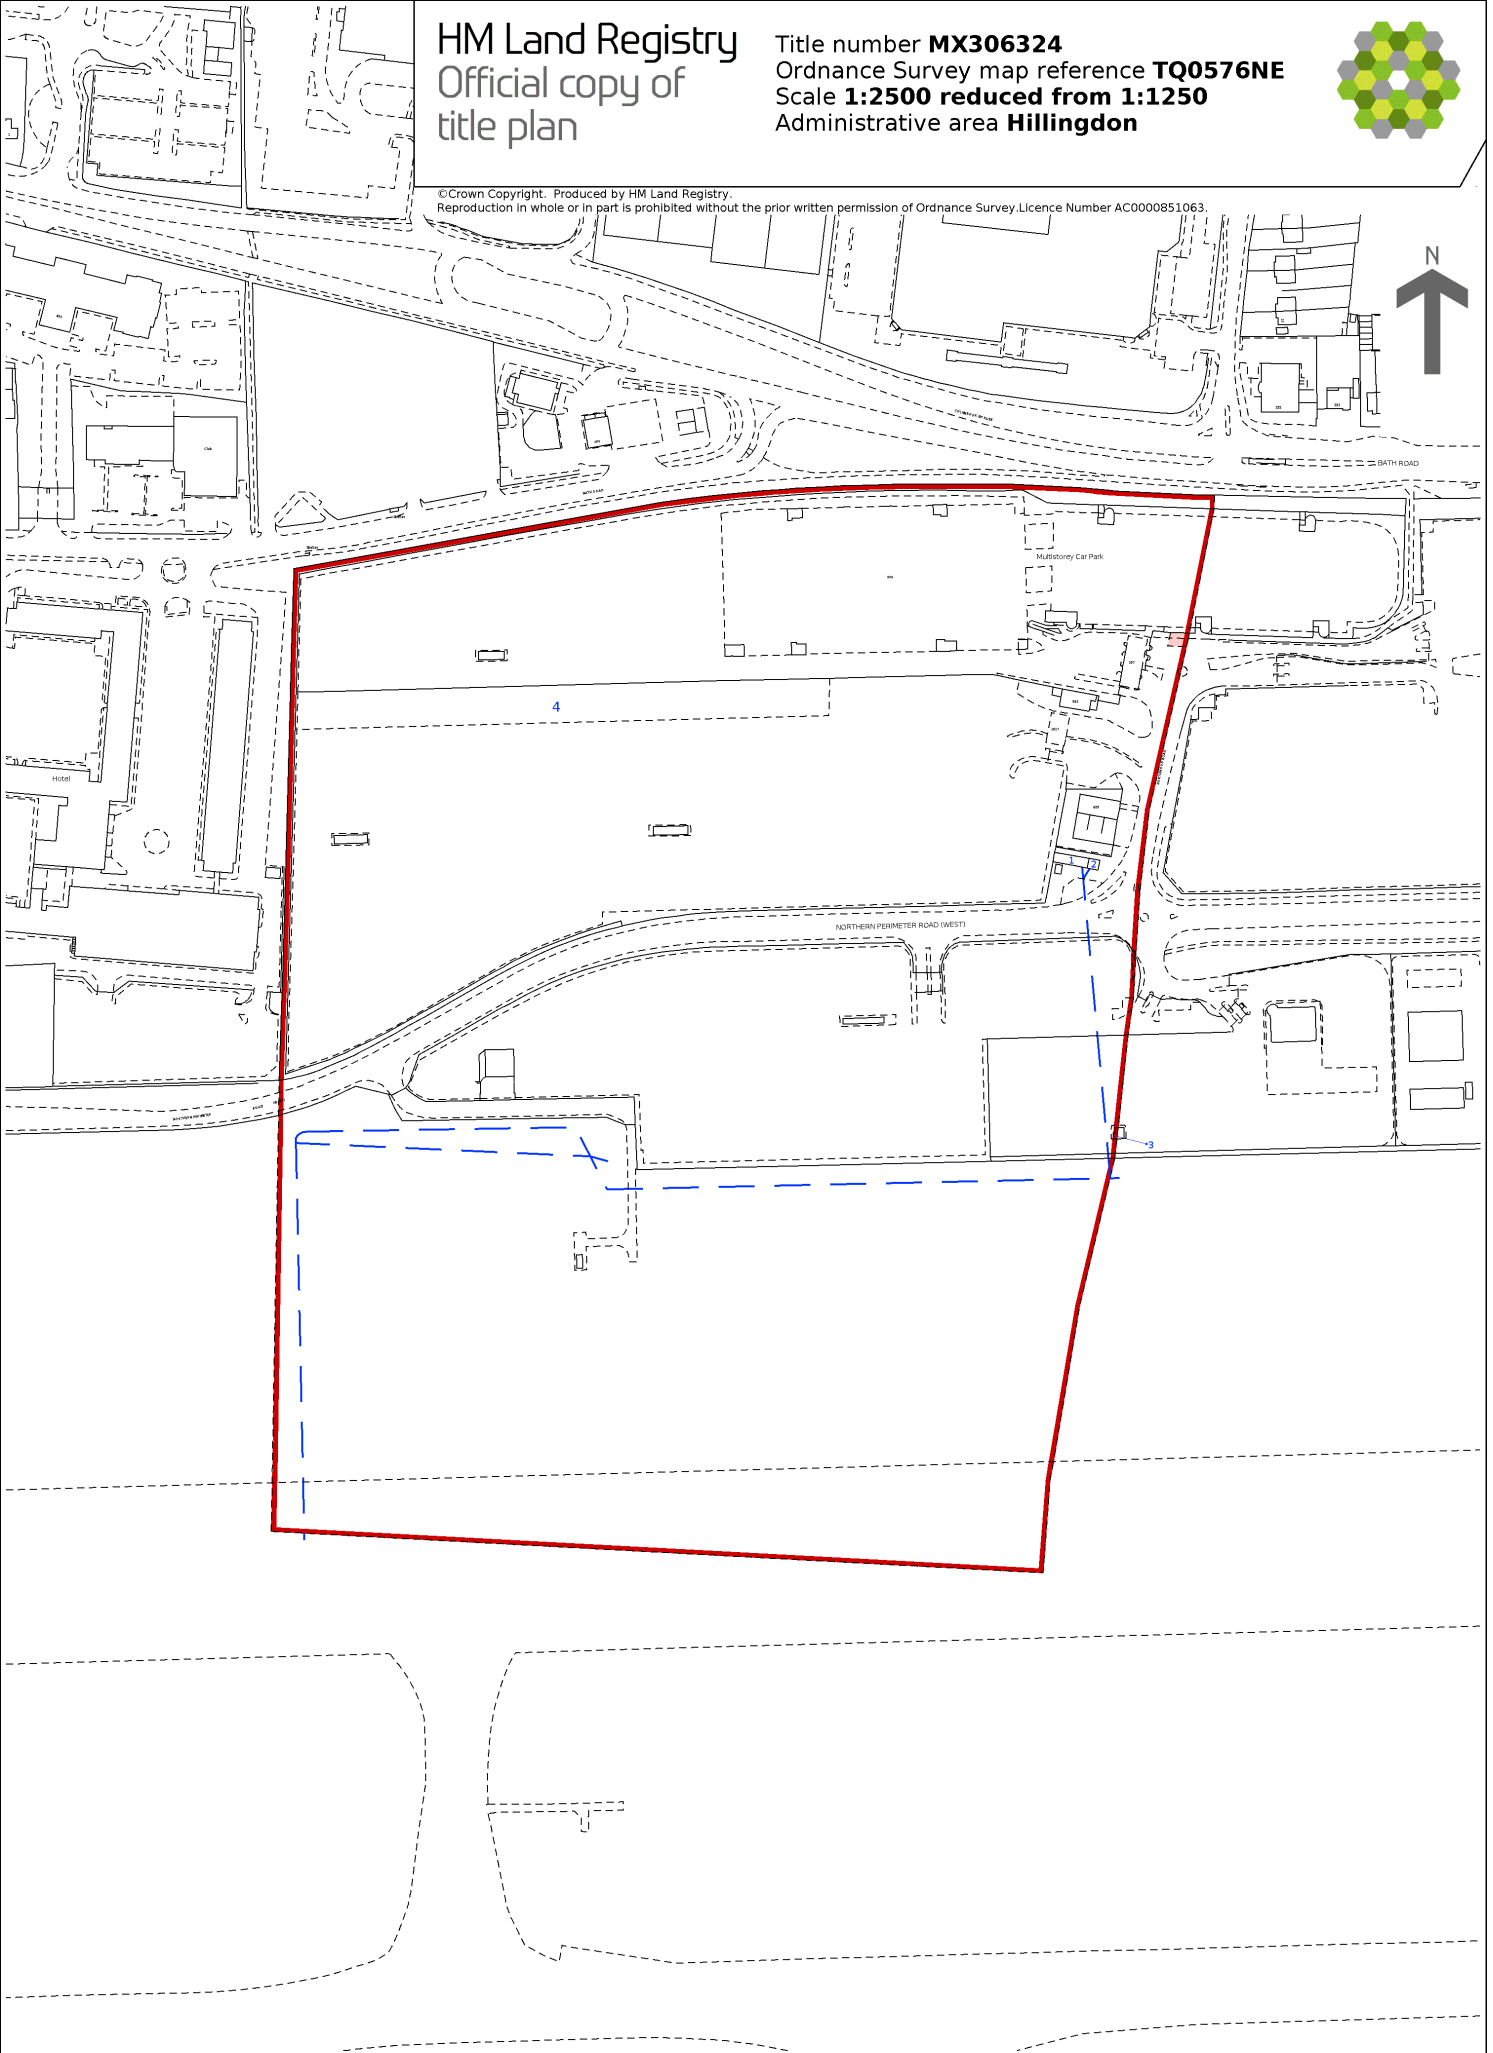 HM Land Registry
Official copy of
title plan
Title number MX306324
Ordnance Survey map reference TQ0576NE
Scale 1:2500 reduced from 1:1250
Administrative area Hillingdon
©Crown Copyright. Produced by HM Land Registry.
Reproduction in whole or in part is prohibited without the prior written permission of Ordnance Survey.Licence Number AC0000851063.
N
Club
BATH ROAD
Multistorey Car Park
4
Hotel
1
2
NORTHERN PERIMETER ROAD (WEST)
3